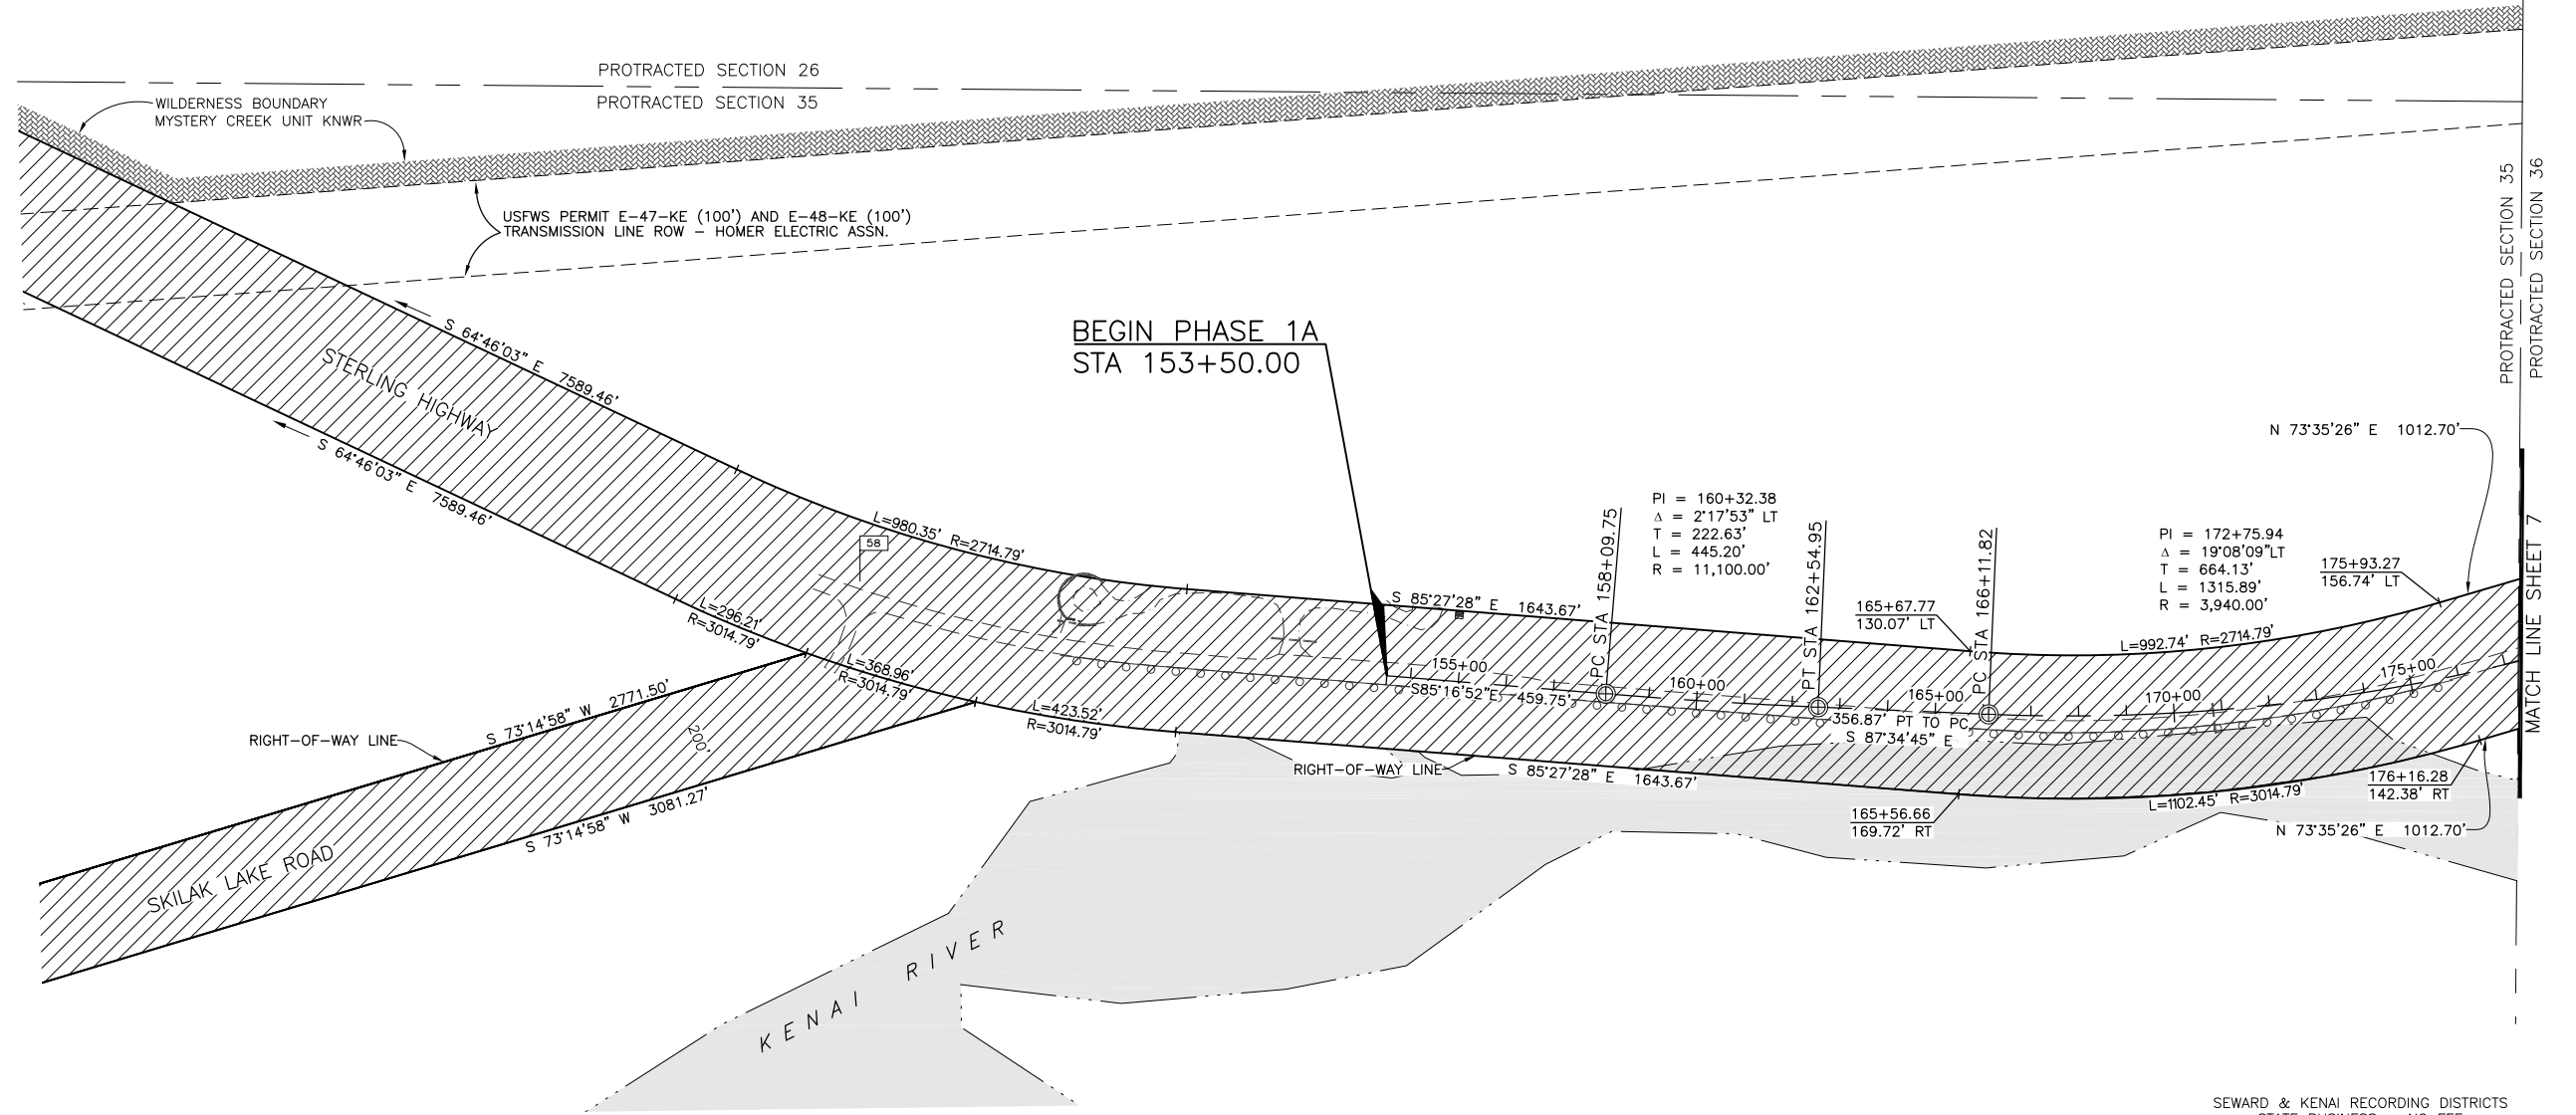 PROTRACTED SECTION 26
PROTRACTED SECTION 35
WILDERNESS BOUNDARY
MYSTERY CREEK UNIT KNWR
USFWS PERMIT E-47-KE (100') AND E-48-KE (100')
TRANSMISSION LINE ROW - HOMER ELECTRIC ASSN.
PROTRACTED SECTION 35
PROTRACTED SECTION 36
S 64°46'03" E 7589.46'
STERLING HIGHWAY
S 64°46'03" E 7589.46'
BEGIN PHASE 1A
STA 153+50.00
N 73°35'26" E 1012.70'
L=980.35' R=2714.79'
58
PI = 160+32.38
Δ = 2°17'53" LT
T = 222.63'
L = 445.20'
R = 11,100.00'
PI = 172+75.94
Δ = 19°08'09"LT
T = 664.13'
L = 1315.89'
R = 3,940.00'
175+93.27
156.74' LT
MATCH LINE SHEET 7
PC STA 158+09.75
PT STA 162+54.95
PC STA 166+11.82
165+67.77
130.07' LT
S 85°27'28" E 1643.67'
L=296.21'
R=3014.79'
L=992.74' R=2714.79'
L=368.96'
R=3014.79'
155+00
160+00
165+00
170+00
175+00
S85°16'52"E 459.75'
356.87' PT TO PC
S 87°34'45" E
L=423.52'
R=3014.79'
S 73°14'58" W 2771.50'
RIGHT-OF-WAY LINE
200'
RIGHT-OF-WAY LINE
S 85°27'28" E 1643.67'
176+16.28
142.38' RT
L=1102.45' R=3014.79'
165+56.66
169.72' RT
N 73°35'26" E 1012.70'
S 73°14'58" W 3081.27'
SKILAK LAKE ROAD
KENAI RIVER
SEWARD & KENAI RECORDING DISTRICTS